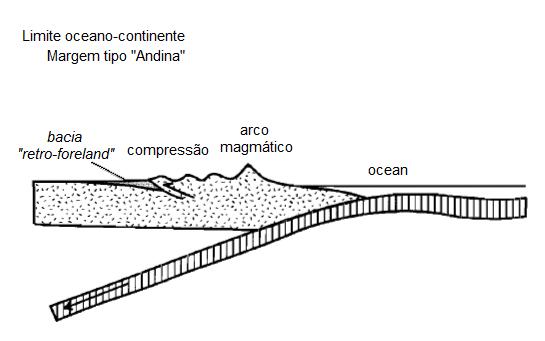 Limite oceano-continente
Margem tipo "Andina"
bacia
"retro-foreland"
compressão
arco
magmático
ocean